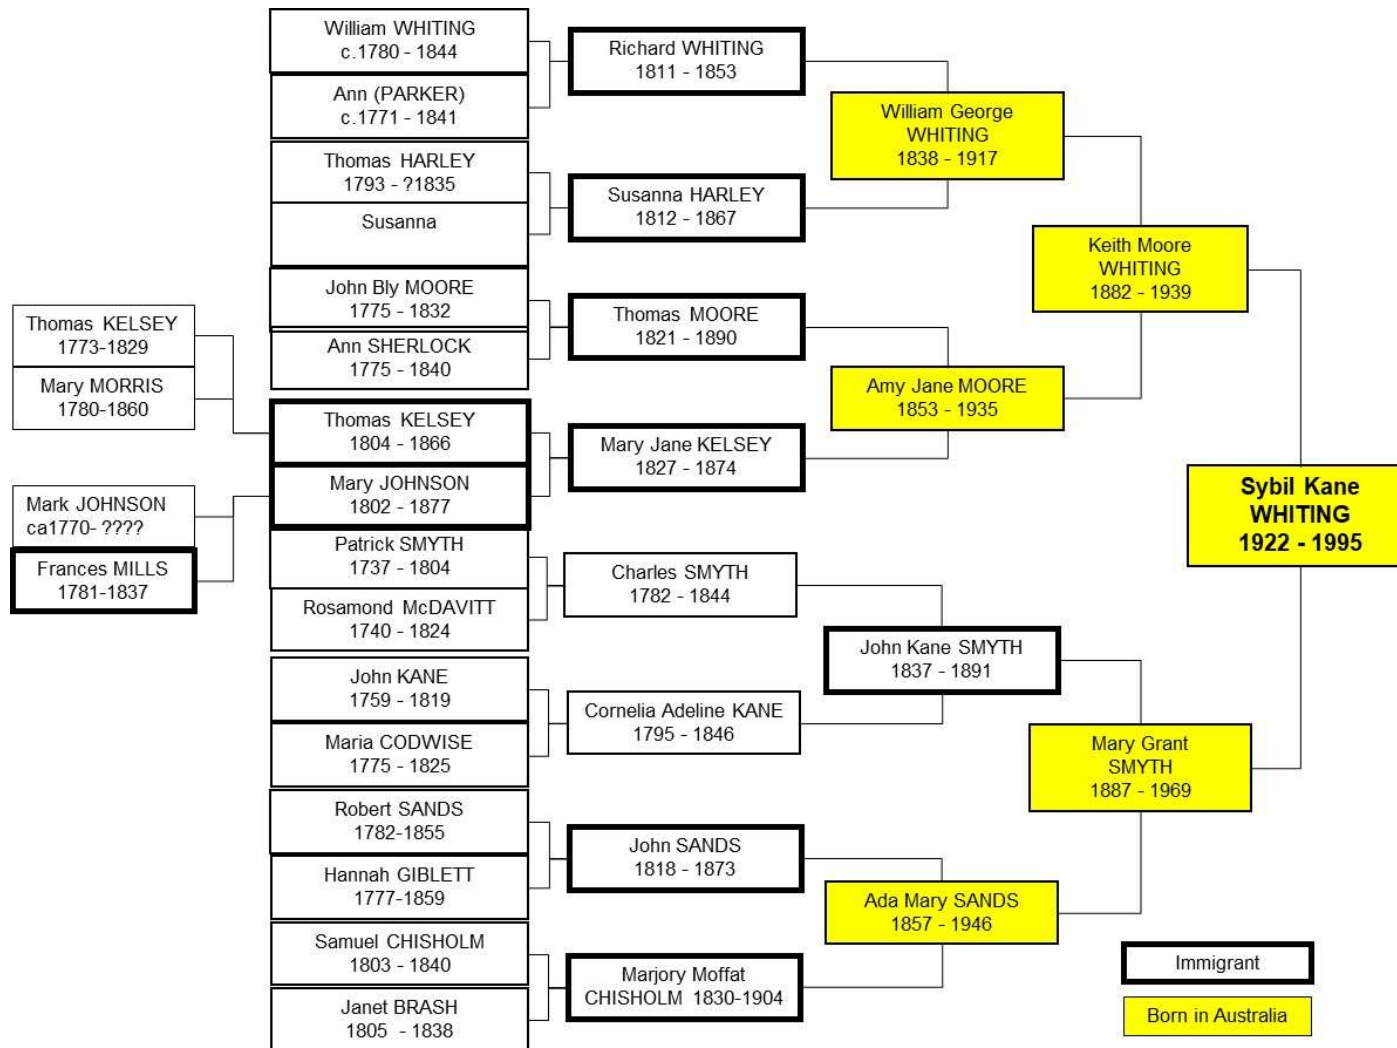 William WHITING
c.1780 - 1844
Ann (PARKER)
c.1771 - 1841
Thomas HARLEY
1793 - ?1835
Susanna
John Bly MOORE
1775 - 1832
Ann SHERLOCK
1775 - 1840
Thomas KELSEY
1773-1829
Mary MORRIS
1780-1860
Thomas KELSEY
1804 - 1866
Mary JOHNSON
1802 - 1877
Mark JOHNSON
ca1770- ????
Frances MILLS
1781-1837
Patrick SMYTH
1737 - 1804
Rosamond McDAVITT
1740 - 1824
John KANE
1759 - 1819
Maria CODWISE
1775 - 1825
Robert SANDS
1782-1855
Hannah GIBLETT
1777-1859
Samuel CHISHOLM
1803 - 1840
Janet BRASH
1805 - 1838
Richard WHITING
1811 - 1853
Susanna HARLEY
1812 - 1867
Thomas MOORE
1821 - 1890
Mary Jane KELSEY
1827 - 1874
Charles SMYTH
1782 - 1844
Cornelia Adeline KANE
1795 - 1846
John SANDS
1818 - 1873
Marjory Moffat
CHISHOLM 1830-1904
William George
WHITING
1838 - 1917
Amy Jane MOORE
1853 - 1935
John Kane SMYTH
1837 - 1891
Ada Mary SANDS
1857 - 1946
Keith Moore
WHITING
1882 - 1939
Mary Grant
SMYTH
1887 - 1969
Sybil Kane
WHITING
1922 - 1995
Immigrant
Born in Australia